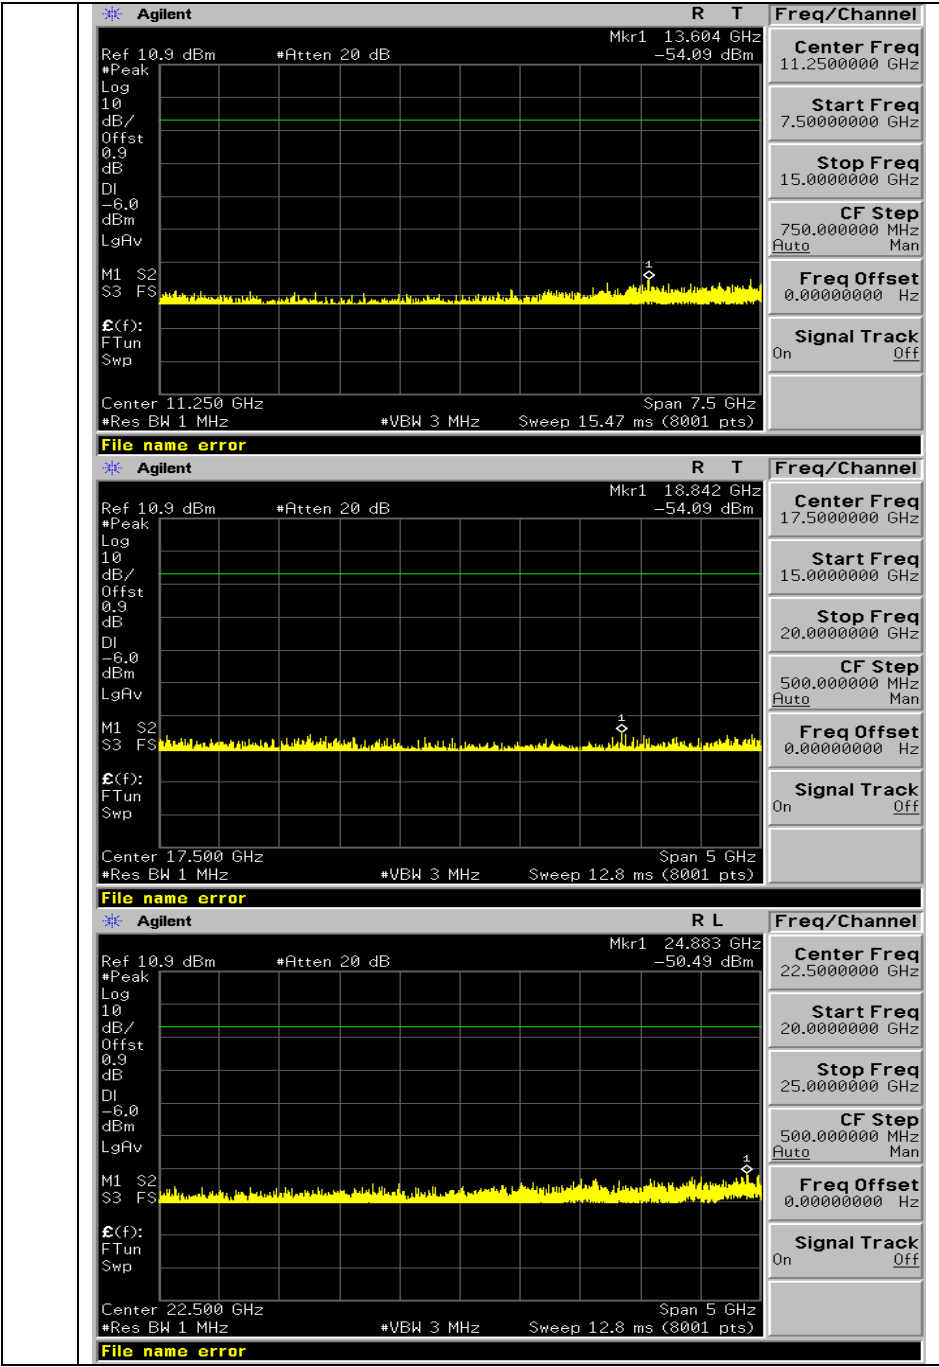 Agilent R T Freq/Channel
Mkr1 13.604 GHz
Ref 10.9 dBm #Atten 20 dB -54.09 dBm
#Peak
Log
10
dB/
Offst
0.9
dB
DI
-6.0
dBm
LgAv
M1 S2
S3 FS
£(f):
FTun
Swp
1
Center 11.250 GHz Span 7.5 GHz
#Res BW 1 MHz #VBW 3 MHz Sweep 15.47 ms (8001 pts)
File name error
Center Freq
11.2500000 GHz
Start Freq
7.50000000 GHz
Stop Freq
15.0000000 GHz
CF Step
750.000000 MHz
Auto Man
Freq Offset
0.00000000 Hz
Signal Track
On Off
Agilent R T Freq/Channel
Mkr1 18.842 GHz
Ref 10.9 dBm #Atten 20 dB -54.09 dBm
#Peak
Log
10
dB/
Offst
0.9
dB
DI
-6.0
dBm
LgAv
M1 S2
S3 FS
£(f):
FTun
Swp
1
Center 17.500 GHz Span 5 GHz
#Res BW 1 MHz #VBW 3 MHz Sweep 12.8 ms (8001 pts)
File name error
Center Freq
17.5000000 GHz
Start Freq
15.0000000 GHz
Stop Freq
20.0000000 GHz
CF Step
500.000000 MHz
Auto Man
Freq Offset
0.00000000 Hz
Signal Track
On Off
Agilent R L Freq/Channel
Mkr1 24.883 GHz
Ref 10.9 dBm #Atten 20 dB -50.49 dBm
#Peak
Log
10
dB/
Offst
0.9
dB
DI
-6.0
dBm
LgAv
M1 S2
S3 FS
£(f):
FTun
Swp
1
Center 22.500 GHz Span 5 GHz
#Res BW 1 MHz #VBW 3 MHz Sweep 12.8 ms (8001 pts)
File name error
Center Freq
22.5000000 GHz
Start Freq
20.0000000 GHz
Stop Freq
25.0000000 GHz
CF Step
500.000000 MHz
Auto Man
Freq Offset
0.00000000 Hz
Signal Track
On Off